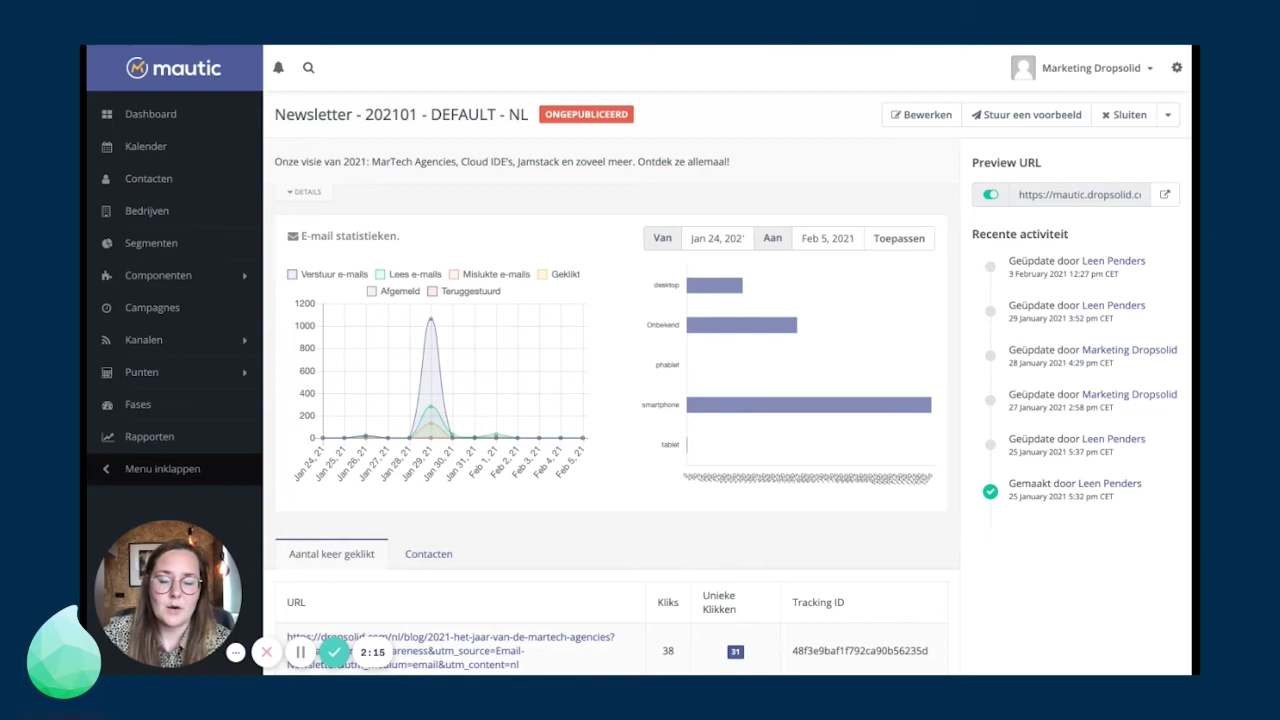 mautic
Marketing Dropsolid
Dashboard
Kalender
Contacten
Bedrijven
Segmenten
Componenten
Campagnes
Kanalen
Punten
Fases
Rapporten
Menu inklappen
Newsletter - 202101 - DEFAULT - NL
ONGEPUBLICEERD
Bewerken
Stuur een voorbeeld
Sluiten
Onze visie van 2021: MarTech Agencies, Cloud IDE's, Jamstack en zoveel meer. Ontdek ze allemaal!
DETAILS
E-mail statistieken.
Van
Jan 24, 202
Aan
Feb 5, 2021
Toepassen
Verstuur e-mails
Lees e-mails
Mislukte e-mails
Geklikt
Afgemeld
Teruggestuurd
1200
1000
800
600
400
200
0
Jan 24, 21
Jan 25, 21
Jan 26, 21
Jan 27, 21
Jan 28, 21
Jan 29, 21
Jan 30, 21
Jan 31, 21
Feb 1, 21
Feb 2, 21
Feb 3, 21
Feb 4, 21
Feb 5, 21
desktop
Onbekend
phablet
smartphone
tablet
Preview URL
https://mautic.dropsolid.c
Recente activiteit
Geüpdate door Leen Penders
3 February 2021 12:27 pm CET
Geüpdate door Leen Penders
29 January 2021 3:52 pm CET
Geüpdate door Marketing Dropsolid
28 January 2021 4:29 pm CET
Geüpdate door Marketing Dropsolid
27 January 2021 2:58 pm CET
Geüpdate door Leen Penders
25 January 2021 5:37 pm CET
Gemaakt door Leen Penders
25 January 2021 5:32 pm CET
Aantal keer geklikt
Contacten
URL
Kliks
Unieke
Klikken
Tracking ID
https://dropsolid.com/nl/blog/2021-het-jaar-van-de-martech-agencies?
areness&utm_source=Email-
Newsletter&utm_medium=email&utm_content=nl
38
31
48f3e9baf1f792ca90b56235d
2:15